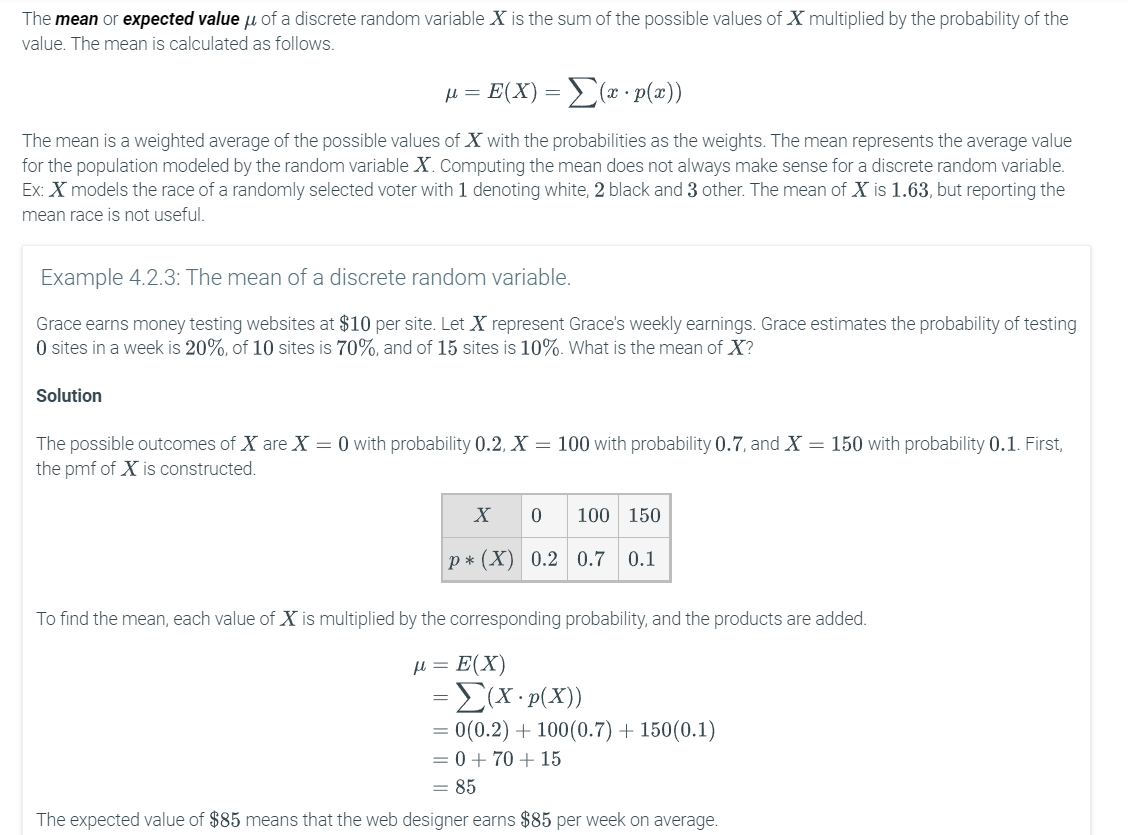 The mean or expected value μ of a discrete random variable X is the sum of the possible values of X multiplied by the probability of the
value. The mean is calculated as follows.
μ = E(X) = ∑(x · p(x))
The mean is a weighted average of the possible values of X with the probabilities as the weights. The mean represents the average value
for the population modeled by the random variable X. Computing the mean does not always make sense for a discrete random variable.
Ex: X models the race of a randomly selected voter with 1 denoting white, 2 black and 3 other. The mean of X is 1.63, but reporting the
mean race is not useful.
Example 4.2.3: The mean of a discrete random variable.
Grace earns money testing websites at $10 per site. Let X represent Grace's weekly earnings. Grace estimates the probability of testing
0 sites in a week is 20%, of 10 sites is 70%, and of 15 sites is 10%. What is the mean of X?
Solution
The possible outcomes of X are X = 0 with probability 0.2, X = 100 with probability 0.7, and X = 150 with probability 0.1. First,
the pmf of X is constructed.
X 0 100 150
p * (X) 0.2 0.7 0.1
To find the mean, each value of X is multiplied by the corresponding probability, and the products are added.
μ = E(X)
= ∑(X · p(X))
= 0(0.2) + 100(0.7) + 150(0.1)
= 0 + 70 + 15
= 85
The expected value of $85 means that the web designer earns $85 per week on average.